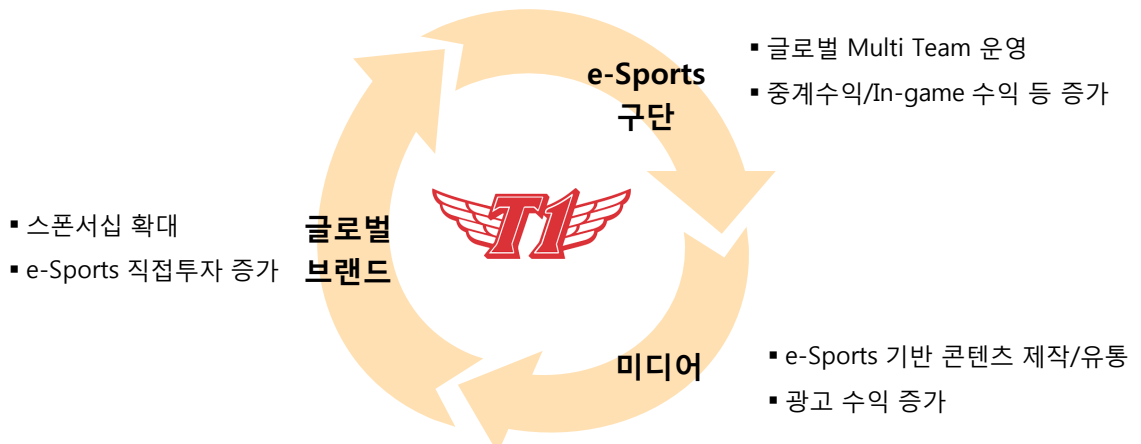 e-Sports
구단
▪ 글로벌 Multi Team 운영
▪ 중계수익/In-game 수익 등 증가
T1
▪ 스폰서십 확대
▪ e-Sports 직접투자 증가
글로벌
브랜드
미디어
▪ e-Sports 기반 콘텐츠 제작/유통
▪ 광고 수익 증가